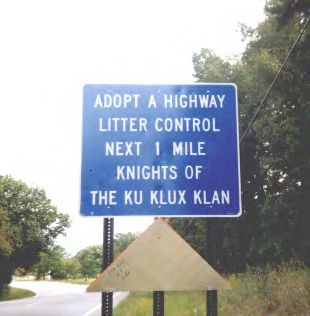 ADOPT A HIGHWAY
LITTER CONTROL
NEXT 1 MILE
KNIGHTS OF
THE KU KLUX KLAN